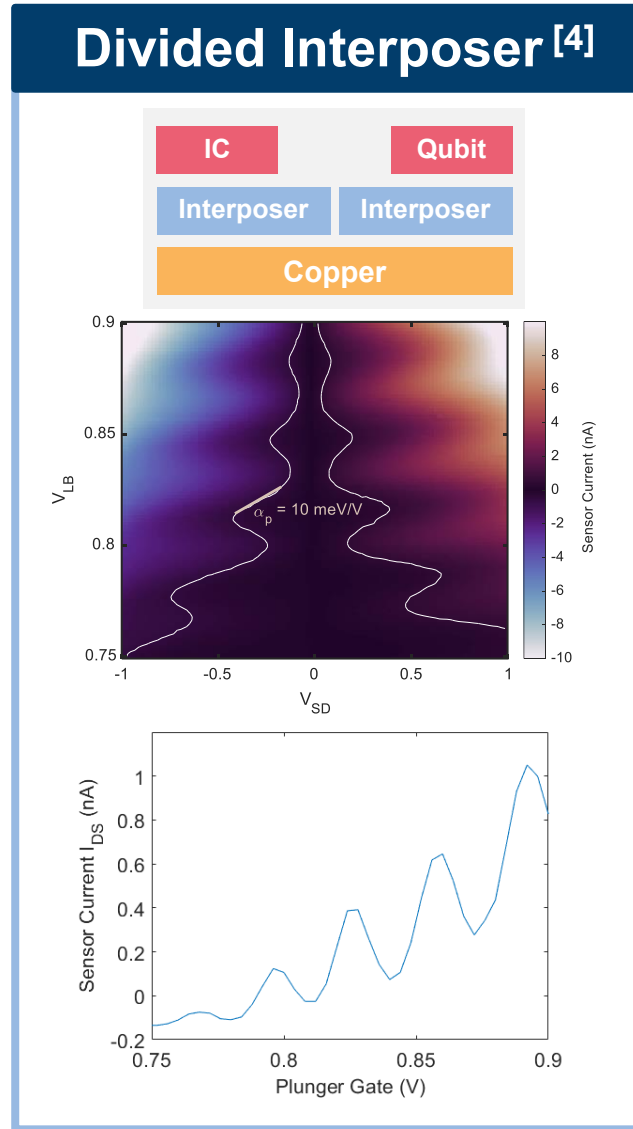 Divided Interposer [4]
IC Qubit
Interposer Interposer
Copper
0.9
0.85
0.8
0.75
V_LB
α_p = 10 meV/V
-1 -0.5 0 0.5 1
V_SD
8
6
4
2
0
-2
-4
-6
-8
-10
Sensor Current (nA)
1
0.8
0.6
0.4
0.2
0
-0.2
Sensor Current I_DS (nA)
0.75 0.8 0.85 0.9
Plunger Gate (V)